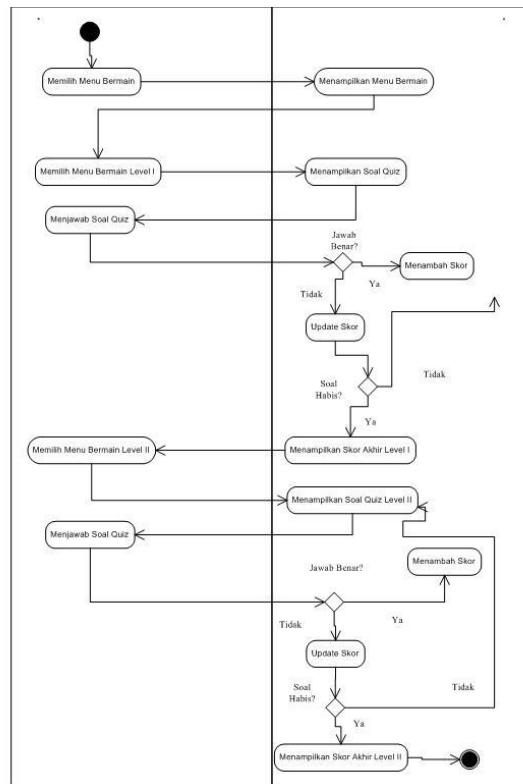 Memilih Menu Bermain
Menampilkan Menu Bermain
Memilih Menu Bermain Level I
Menampilkan Soal Quiz
Menjawab Soal Quiz
Jawab
Benar?
Menambah Skor
Ya
Tidak
Update Skor
Soal
Habis?
Tidak
Ya
Memilih Menu Bermain Level II
Menampilkan Skor Akhir Level I
Menampilkan Soal Quiz Level II
Menjawab Soal Quiz
Menambah Skor
Jawab Benar?
Ya
Tidak
Update Skor
Soal
Habis?
Tidak
Ya
Menampilkan Skor Akhir Level II